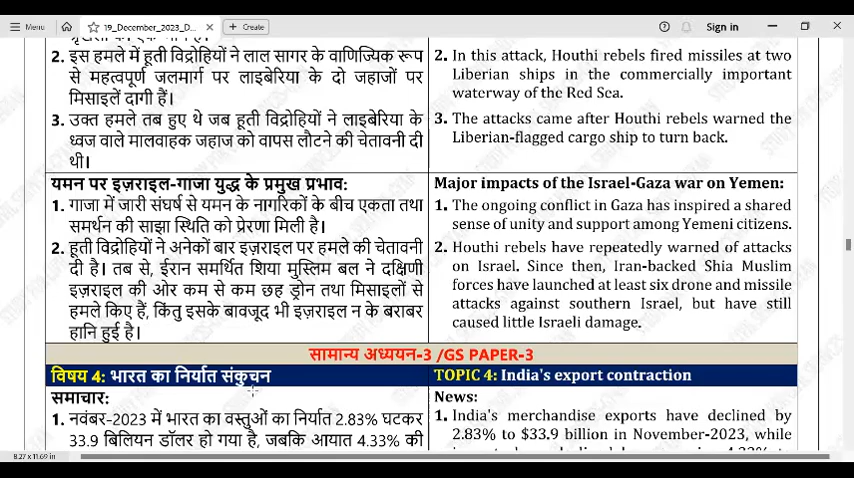 Menu
19_December_2023_D...
+ Create
Sign in
2. इस हमले में हूती विद्रोहियों ने लाल सागर के वाणिज्यिक रूप
से महत्वपूर्ण जलमार्ग पर लाइबेरिया के दो जहाजों पर
मिसाइलें दागी हैं।
3. उक्त हमले तब हुए थे जब हूती विद्रोहियों ने लाइबेरिया के
ध्वज वाले मालवाहक जहाज को वापस लौटने की चेतावनी दी
थी।
2. In this attack, Houthi rebels fired missiles at two
Liberian ships in the commercially important
waterway of the Red Sea.
3. The attacks came after Houthi rebels warned the
Liberian-flagged cargo ship to turn back.
यमन पर इज़राइल-गाजा युद्ध के प्रमुख प्रभाव:
1. गाजा में जारी संघर्ष से यमन के नागरिकों के बीच एकता तथा
समर्थन की साझा स्थिति को प्रेरणा मिली है।
2. हूती विद्रोहियों ने अनेकों बार इज़राइल पर हमले की चेतावनी
दी है। तब से, ईरान समर्थित शिया मुस्लिम बल ने दक्षिणी
इज़राइल की ओर कम से कम छह ड्रोन तथा मिसाइलों से
हमले किए हैं, किंतु इसके बावजूद भी इज़राइल न के बराबर
हानि हुई है।
Major impacts of the Israel-Gaza war on Yemen:
1. The ongoing conflict in Gaza has inspired a shared
sense of unity and support among Yemeni citizens.
2. Houthi rebels have repeatedly warned of attacks
on Israel. Since then, Iran-backed Shia Muslim
forces have launched at least six drone and missile
attacks against southern Israel, but have still
caused little Israeli damage.
सामान्य अध्ययन-3 /GS PAPER-3
विषय 4: भारत का निर्यात संकुचन
TOPIC 4: India's export contraction
समाचार:
1. नवंबर-2023 में भारत का वस्तुओं का निर्यात 2.83% घटकर
33.9 बिलियन डॉलर हो गया है, जबकि आयात 4.33% की
News:
1. India's merchandise exports have declined by
2.83% to $33.9 billion in November-2023, while
8.27 x 11.69 in